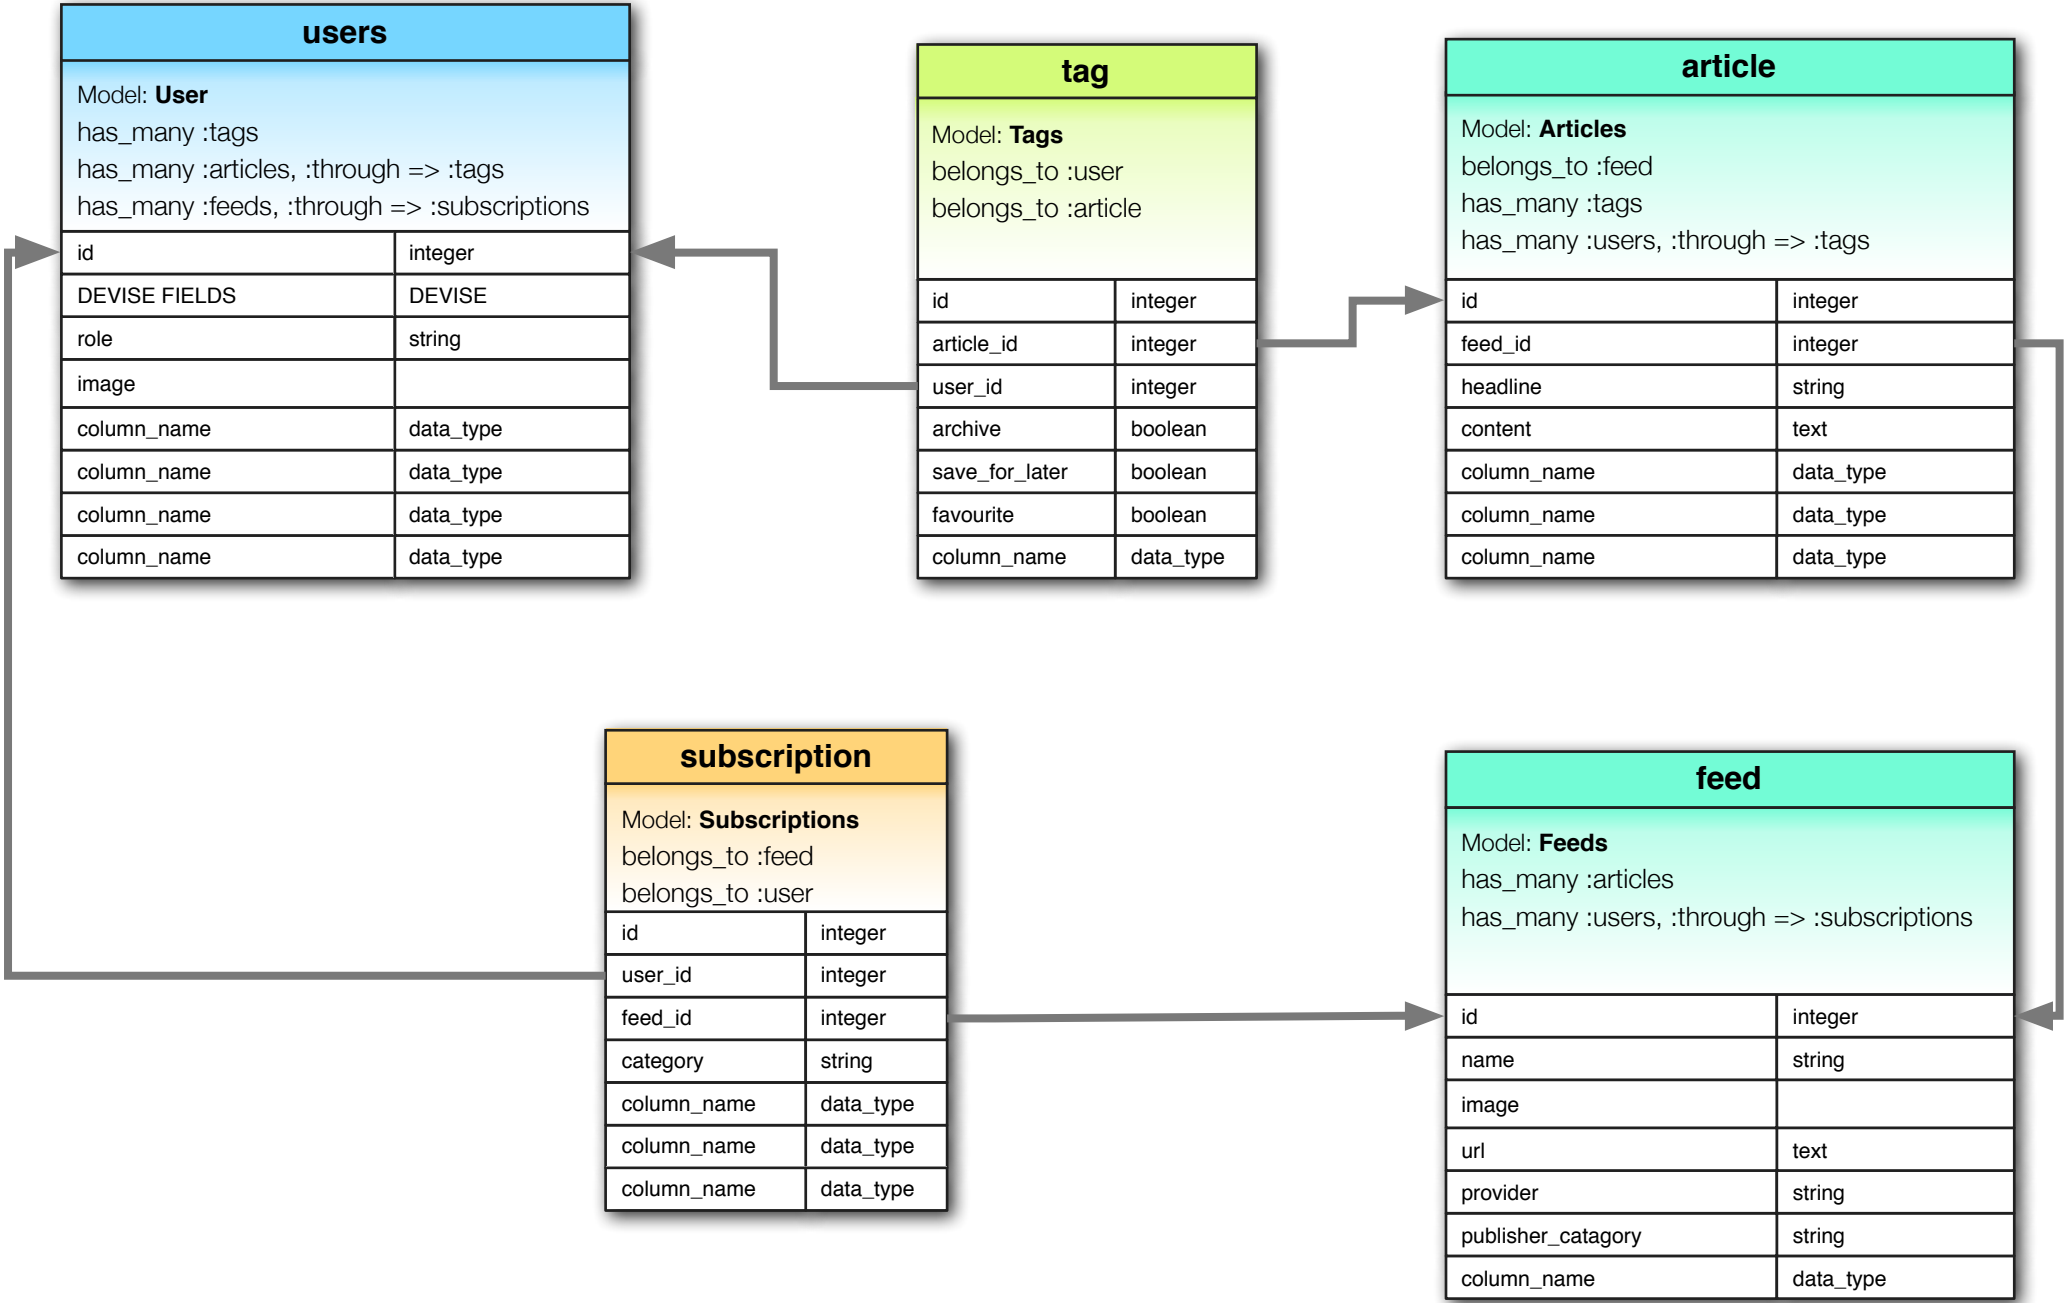 users
Model: User
has_many :tags
has_many :articles, :through => :tags
has_many :feeds, :through => :subscriptions
id integer
DEVISE FIELDS DEVISE
role string
image
column_name data_type
column_name data_type
column_name data_type
column_name data_type
tag
Model: Tags
belongs_to :user
belongs_to :article
id integer
article_id integer
user_id integer
archive boolean
save_for_later boolean
favourite boolean
column_name data_type
article
Model: Articles
belongs_to :feed
has_many :tags
has_many :users, :through => :tags
id integer
feed_id integer
headline string
content text
column_name data_type
column_name data_type
column_name data_type
subscription
Model: Subscriptions
belongs_to :feed
belongs_to :user
id integer
user_id integer
feed_id integer
category string
column_name data_type
column_name data_type
column_name data_type
feed
Model: Feeds
has_many :articles
has_many :users, :through => :subscriptions
id integer
name string
image
url text
provider string
publisher_catagory string
column_name data_type